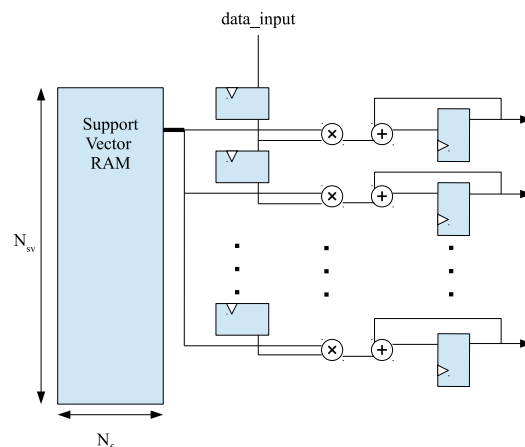 data_input
Support
Vector
RAM
N_sv
N_f